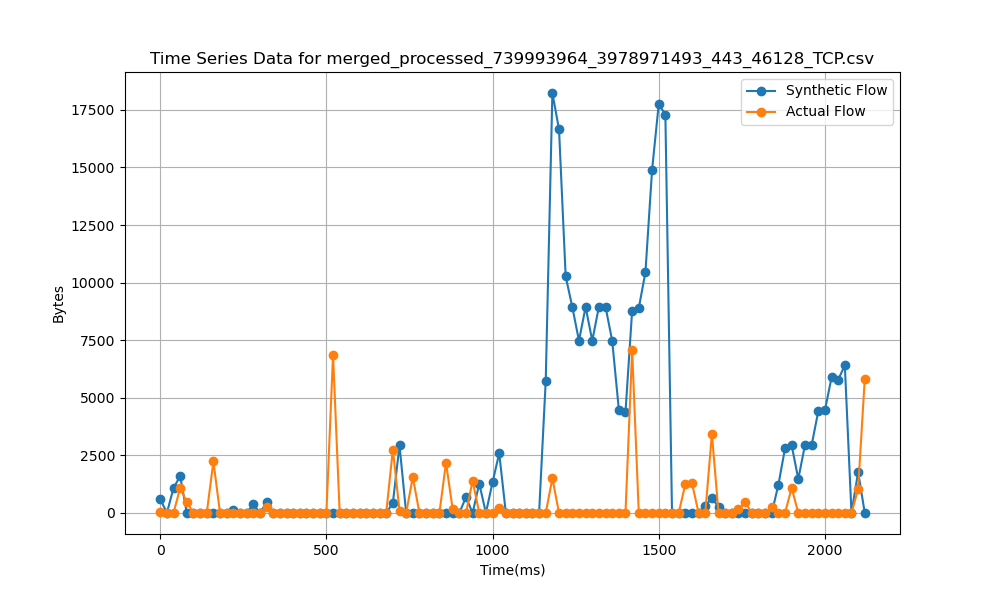 Time Series Data for merged_processed_739993964_3978971493_443_46128_TCP.csv
Synthetic Flow
Actual Flow
17500
15000
12500
10000
7500
5000
2500
0
Bytes
0 500 1000 1500 2000
Time(ms)